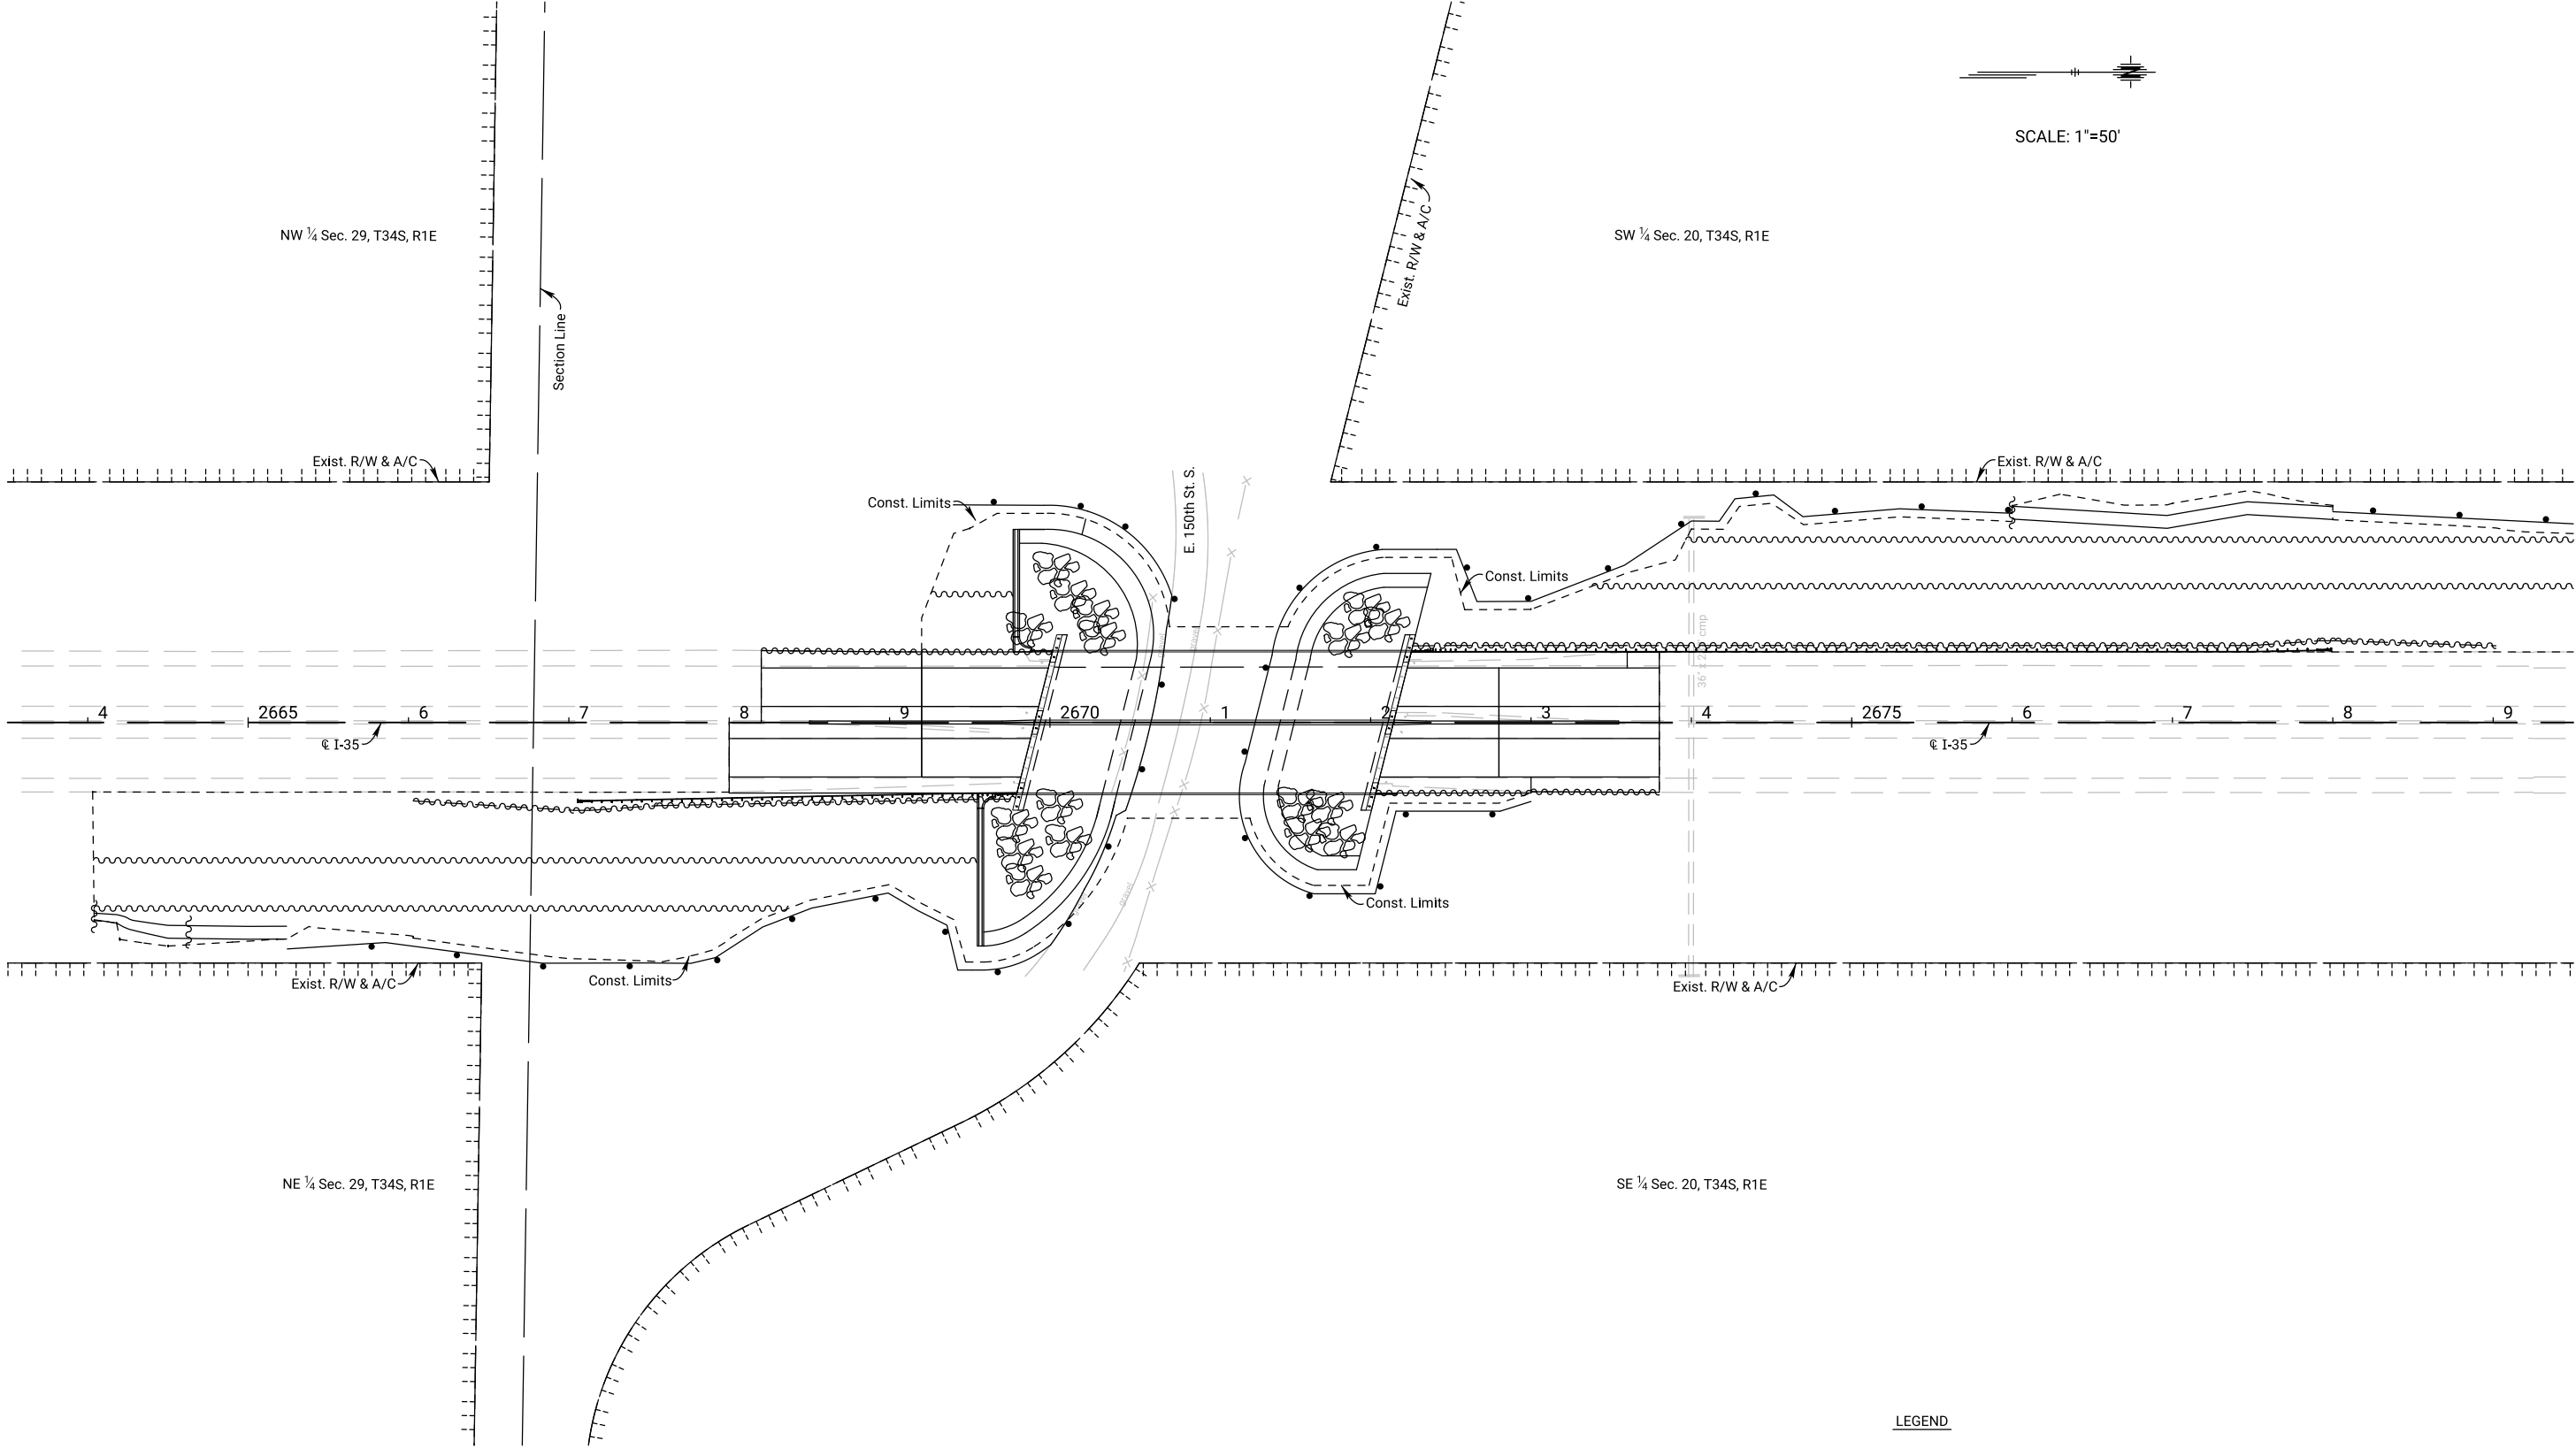 SCALE: 1"=50'
NW 1/4 Sec. 29, T34S, R1E
SW 1/4 Sec. 20, T34S, R1E
Exist. R/W & A/C
Section Line
Exist. R/W & A/C
Exist. R/W & A/C
Const. Limits
E. 150th St. S.
Const. Limits
gravel
cmp
4 2665 6 7 8 9 2670 1 2 3 4 2675 6 7 8 9
℄ I-35
℄ I-35
gravel
Const. Limits
Exist. R/W & A/C
Const. Limits
Exist. R/W & A/C
NE 1/4 Sec. 29, T34S, R1E
SE 1/4 Sec. 20, T34S, R1E
LEGEND